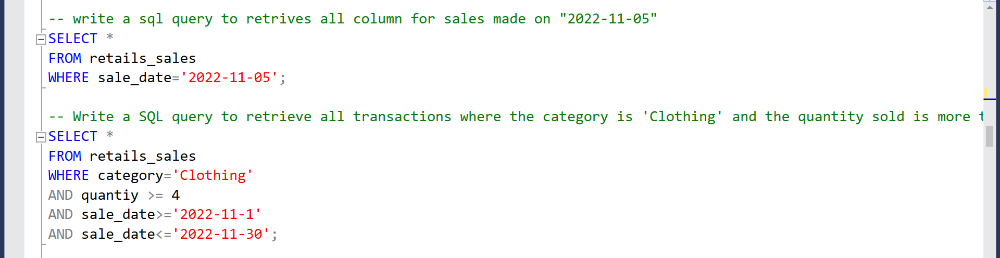 -- write a sql query to retrives all column for sales made on "2022-11-05"
SELECT *
FROM retails_sales
WHERE sale_date='2022-11-05';
-- Write a SQL query to retrieve all transactions where the category is 'Clothing' and the quantity sold is more
SELECT *
FROM retails_sales
WHERE category='Clothing'
AND quantiy >= 4
AND sale_date>='2022-11-1'
AND sale_date<='2022-11-30';